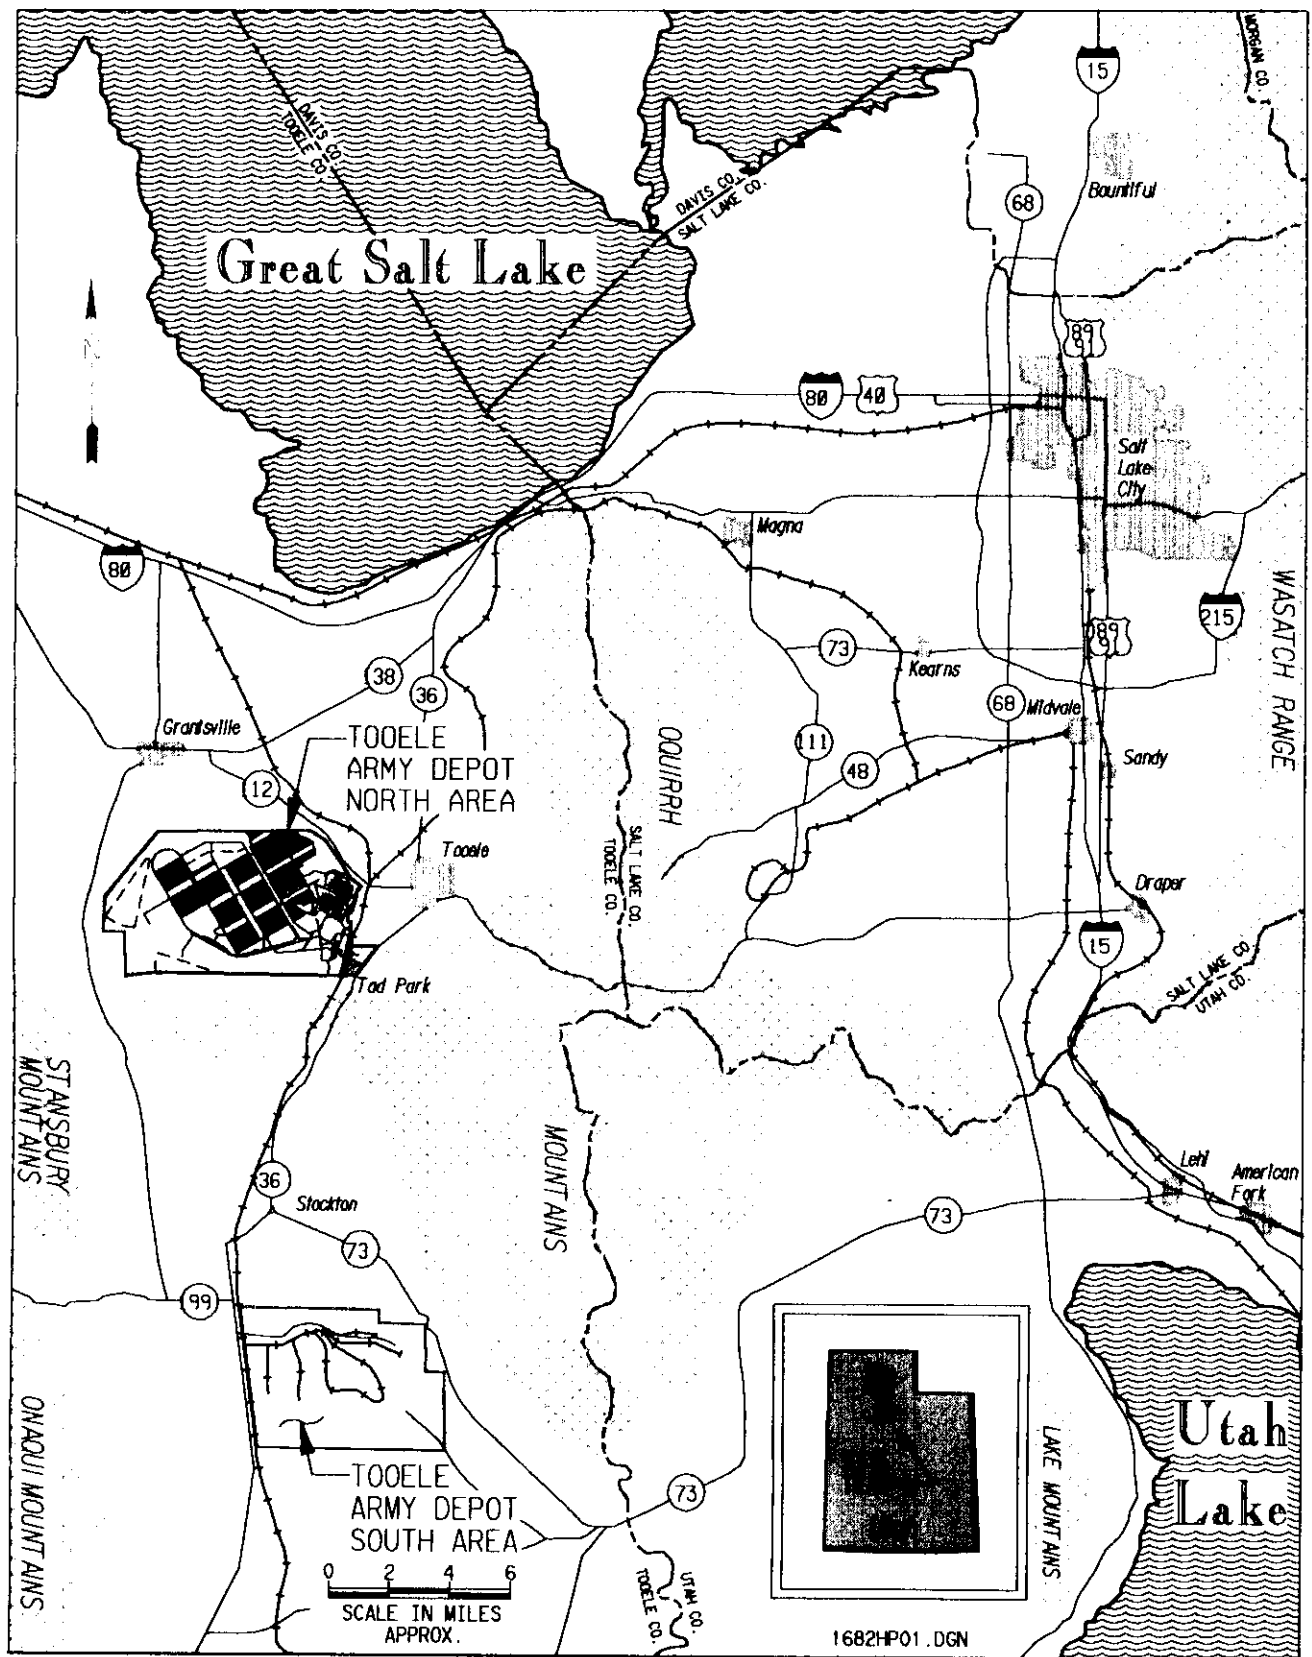 15
MORGAN CO.
DAVIS CO.
TOOELE CO.
Bountiful
68
DAVIS CO.
SALT LAKE CO.
Great Salt Lake
N
89
91
80
40
Salt
Lake
City
Magna
80
WASATCH RANGE
215
89
91
73
Kearns
38
36
68
Midvale
Grantsville
TOOELE
ARMY DEPOT
NORTH AREA
OQUIRRH
111
48
Sandy
12
SALT LAKE CO.
TOOELE CO.
Tooele
Draper
15
SALT LAKE CO.
UTAH CO.
Tad Park
STANSBURY
MOUNTAINS
MOUNTAINS
Lehi
American
Fork
36
Stockton
73
73
99
ONAQUI MOUNTAINS
Utah
Lake
LAKE MOUNTAINS
TOOELE
ARMY DEPOT
SOUTH AREA
73
0 2 4 6
SCALE IN MILES
APPROX.
UTAH CO.
TOOELE CO.
1682HP01.DGN